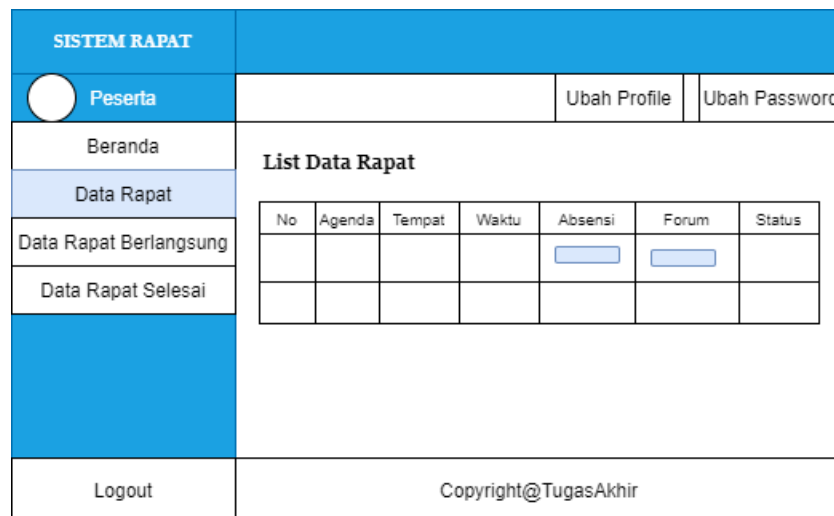 SISTEM RAPAT
Peserta
Ubah Profile
Ubah Password
Beranda
Data Rapat
Data Rapat Berlangsung
Data Rapat Selesai
List Data Rapat
No Agenda Tempat Waktu Absensi Forum Status
Logout
Copyright@TugasAkhir